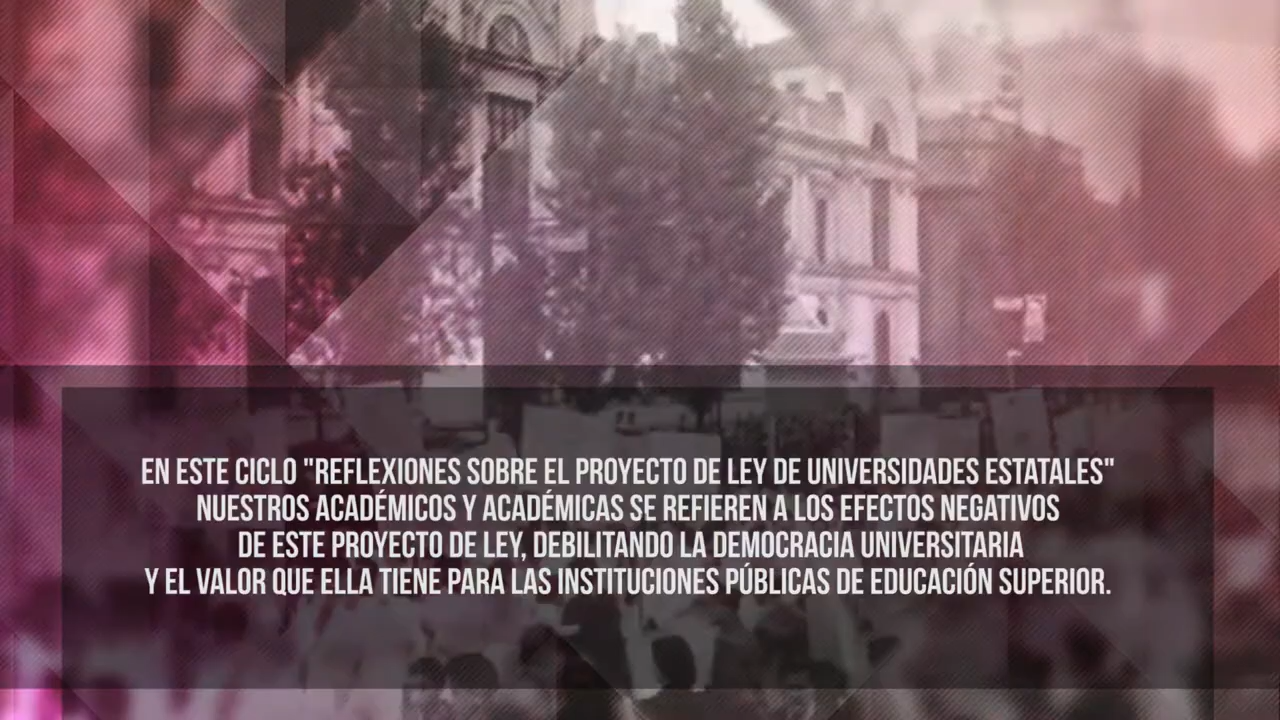 EN ESTE CICLO "REFLEXIONES SOBRE EL PROYECTO DE LEY DE UNIVERSIDADES ESTATALES"
NUESTROS ACADÉMICOS Y ACADÉMICAS SE REFIEREN A LOS EFECTOS NEGATIVOS
DE ESTE PROYECTO DE LEY, DEBILITANDO LA DEMOCRACIA UNIVERSITARIA
Y EL VALOR QUE ELLA TIENE PARA LAS INSTITUCIONES PÚBLICAS DE EDUCACIÓN SUPERIOR.